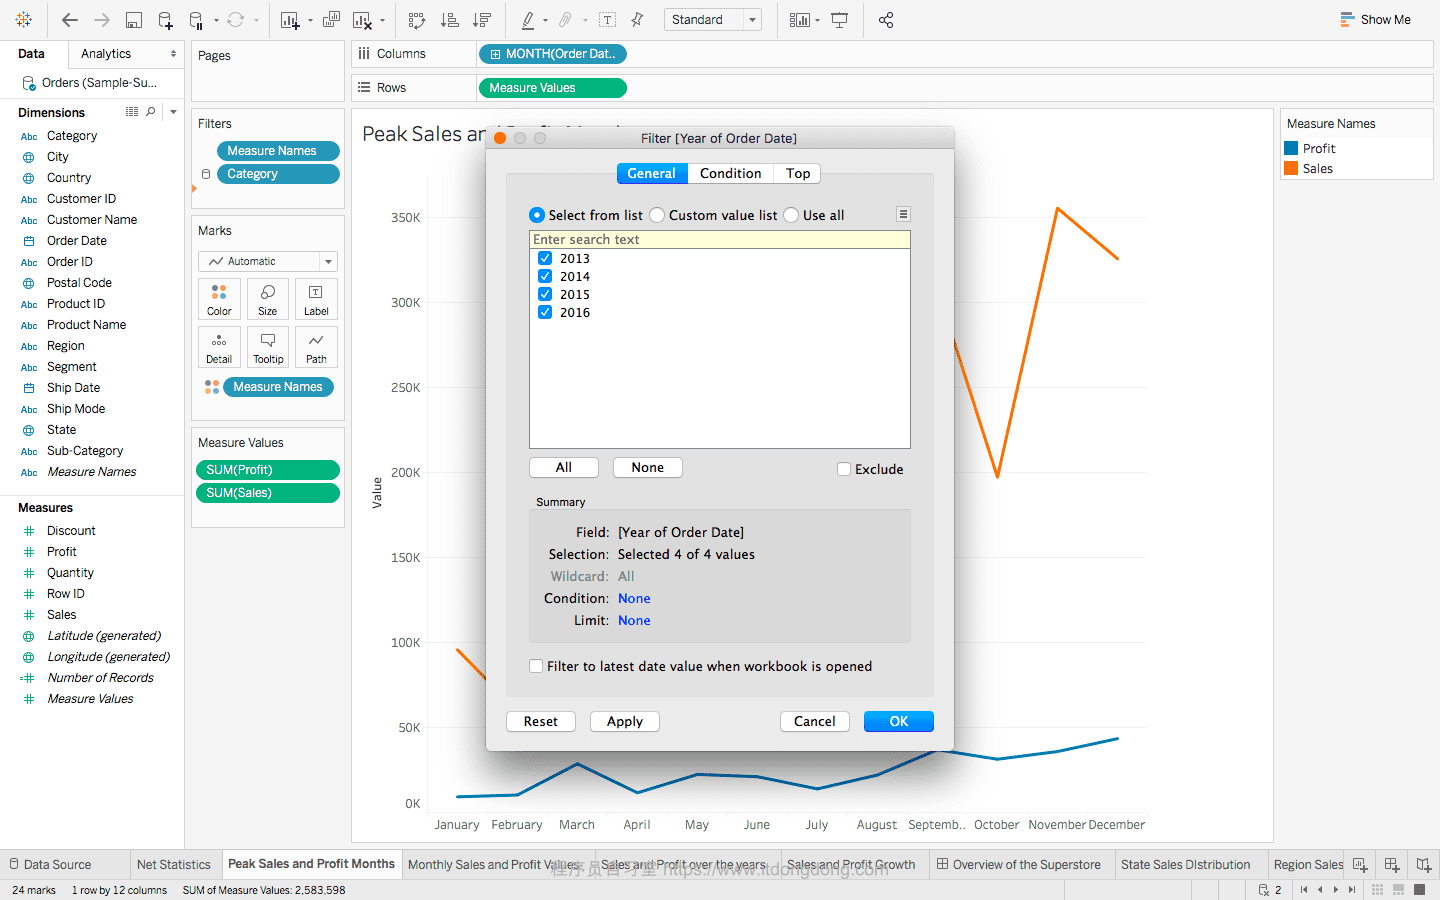 Standard
Show Me
Data
Analytics
Pages
Columns
MONTH(Order Dat..
Rows
Measure Values
Orders (Sample-Su...
Dimensions
Abc Category
City
Country
Abc Customer ID
Abc Customer Name
Order Date
Abc Order ID
Postal Code
Abc Product ID
Abc Product Name
Abc Region
Abc Segment
Ship Date
Abc Ship Mode
State
Abc Sub-Category
Abc Measure Names
Measures
Discount
Profit
Quantity
Row ID
Sales
Latitude (generated)
Longitude (generated)
Number of Records
Measure Values
Filters
Measure Names
Category
Marks
Automatic
Color
Size
Label
Detail
Tooltip
Path
Measure Names
Measure Values
SUM(Profit)
SUM(Sales)
Peak Sales an
350K
300K
250K
200K
150K
100K
50K
0K
Value
January
February
March
April
May
June
July
August
Septemb..
October
November
December
Filter [Year of Order Date]
General
Condition
Top
Select from list
Custom value list
Use all
Enter search text
2013
2014
2015
2016
All
None
Exclude
Summary
Field: [Year of Order Date]
Selection: Selected 4 of 4 values
Wildcard: All
Condition: None
Limit: None
Filter to latest date value when workbook is opened
Reset
Apply
Cancel
OK
Measure Names
Profit
Sales
Data Source
Net Statistics
Peak Sales and Profit Months
Monthly Sales and Profit Values
Sales and Profit over the years
Sales and Profit Growth
Overview of the Superstore
State Sales DIstribution
Region Sales
程序员自习室 https://www.itdongdong.com
24 marks
1 row by 12 columns
SUM of Measure Values: 2,583,598
2